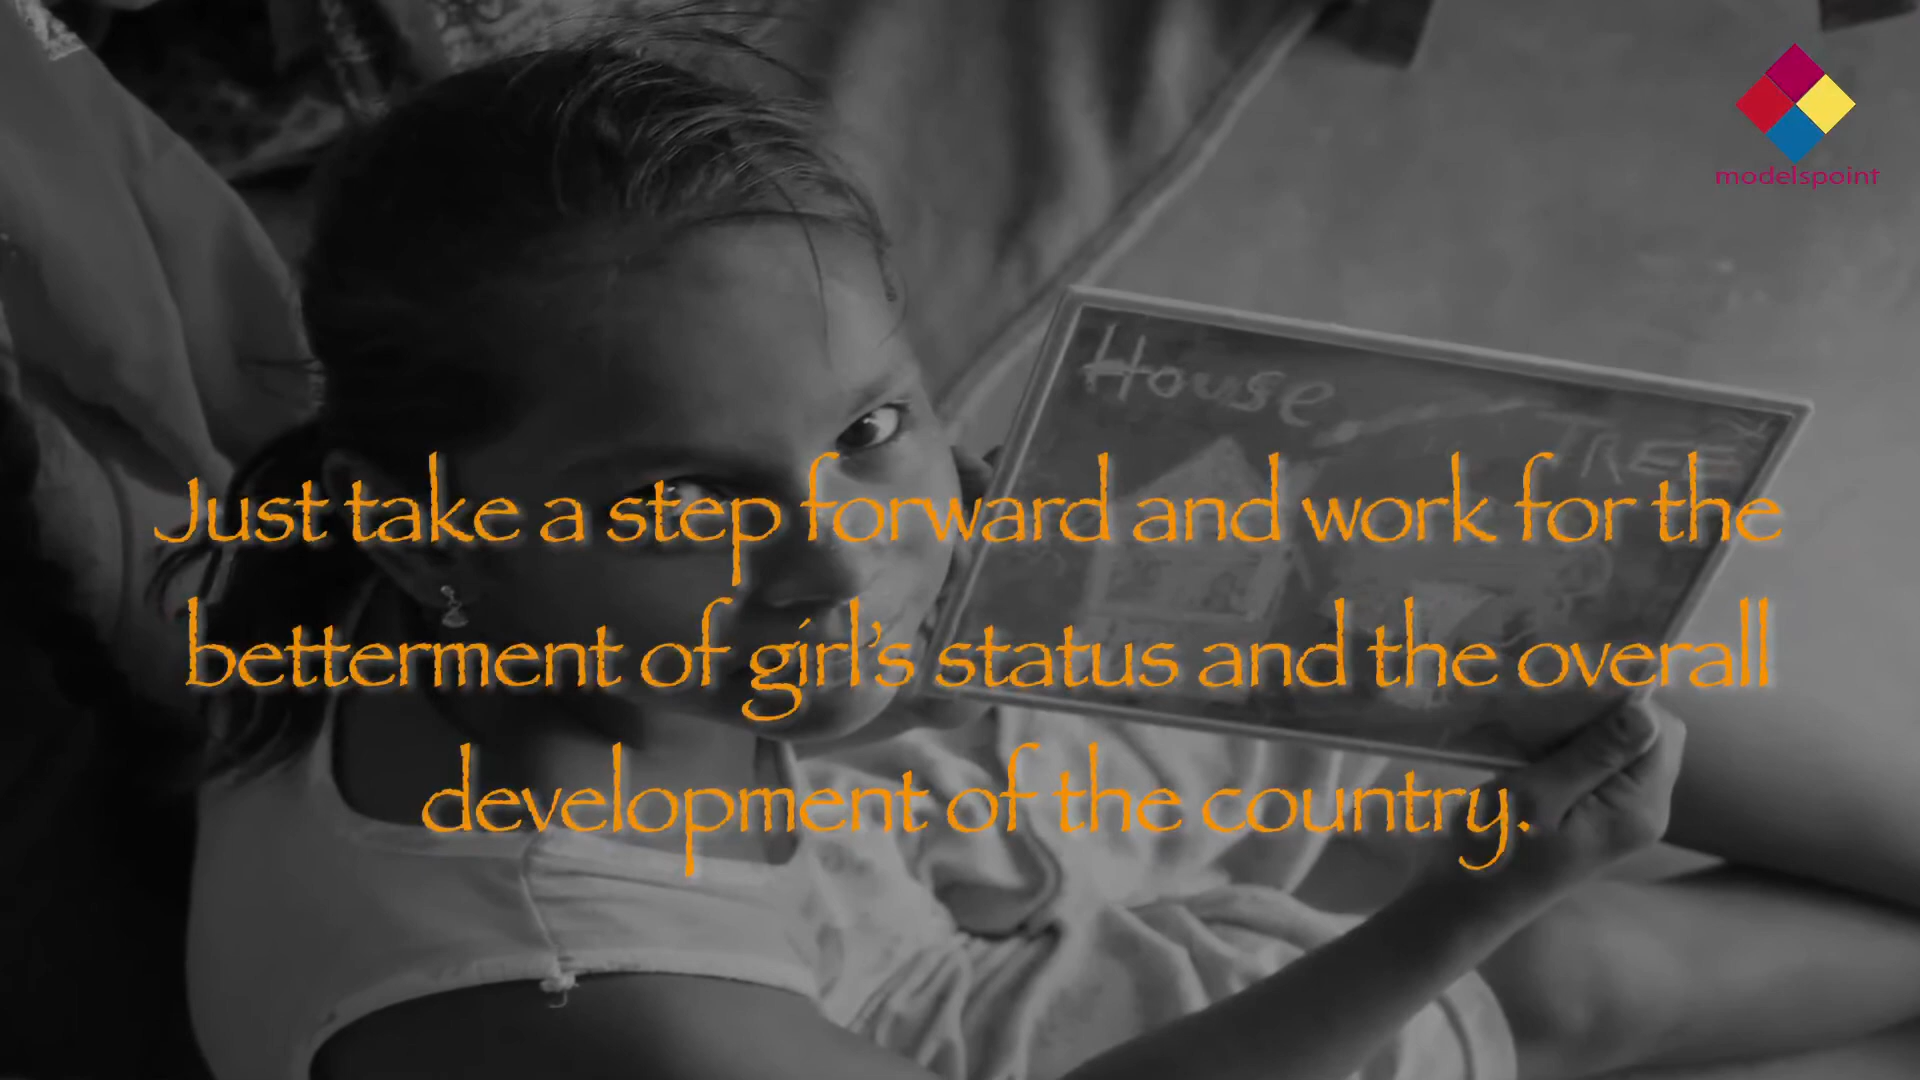 modelspoint
House
TREE
Just take a step forward and work for the
betterment of girl's status and the overall
development of the country.